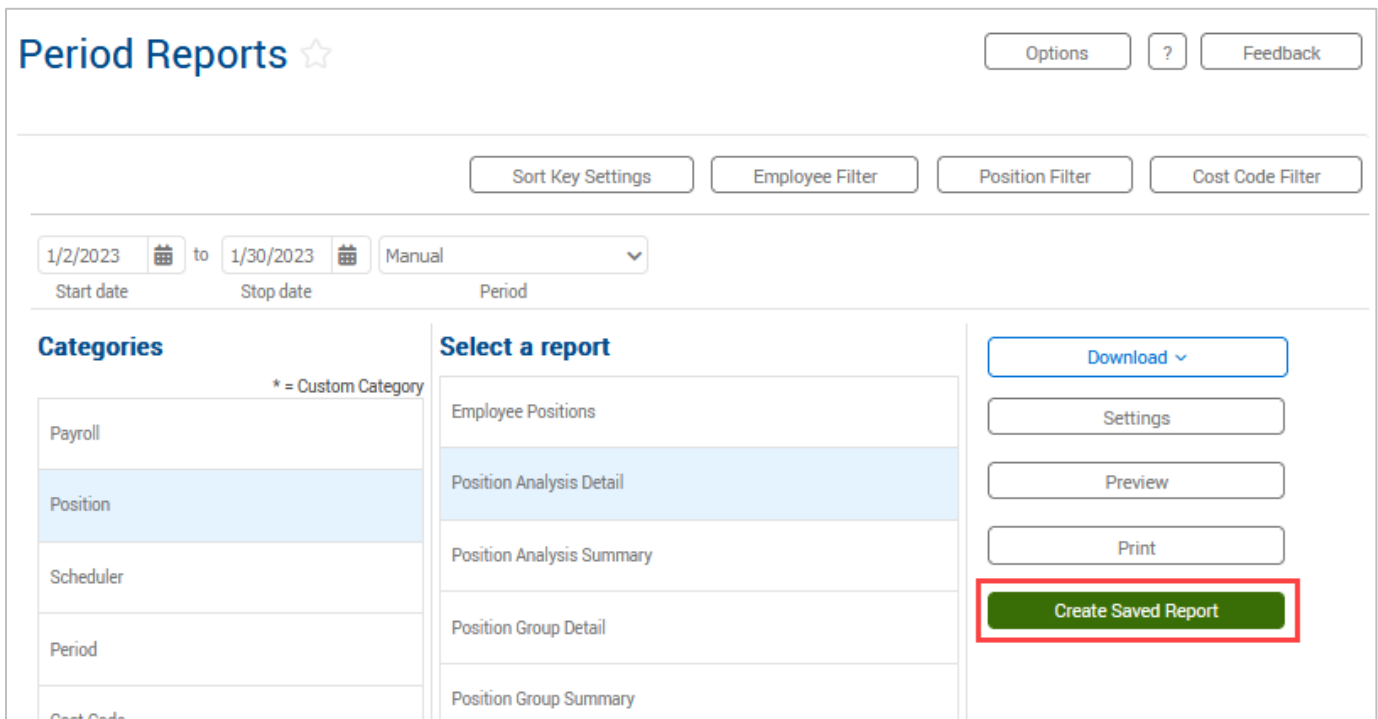 Period Reports
Options ? Feedback
Sort Key Settings Employee Filter Position Filter Cost Code Filter
1/2/2023 to 1/30/2023 Manual
Start date Stop date Period
Categories
* = Custom Category
Payroll
Position
Scheduler
Period
Cost Code
Select a report
Employee Positions
Position Analysis Detail
Position Analysis Summary
Position Group Detail
Position Group Summary
Download
Settings
Preview
Print
Create Saved Report